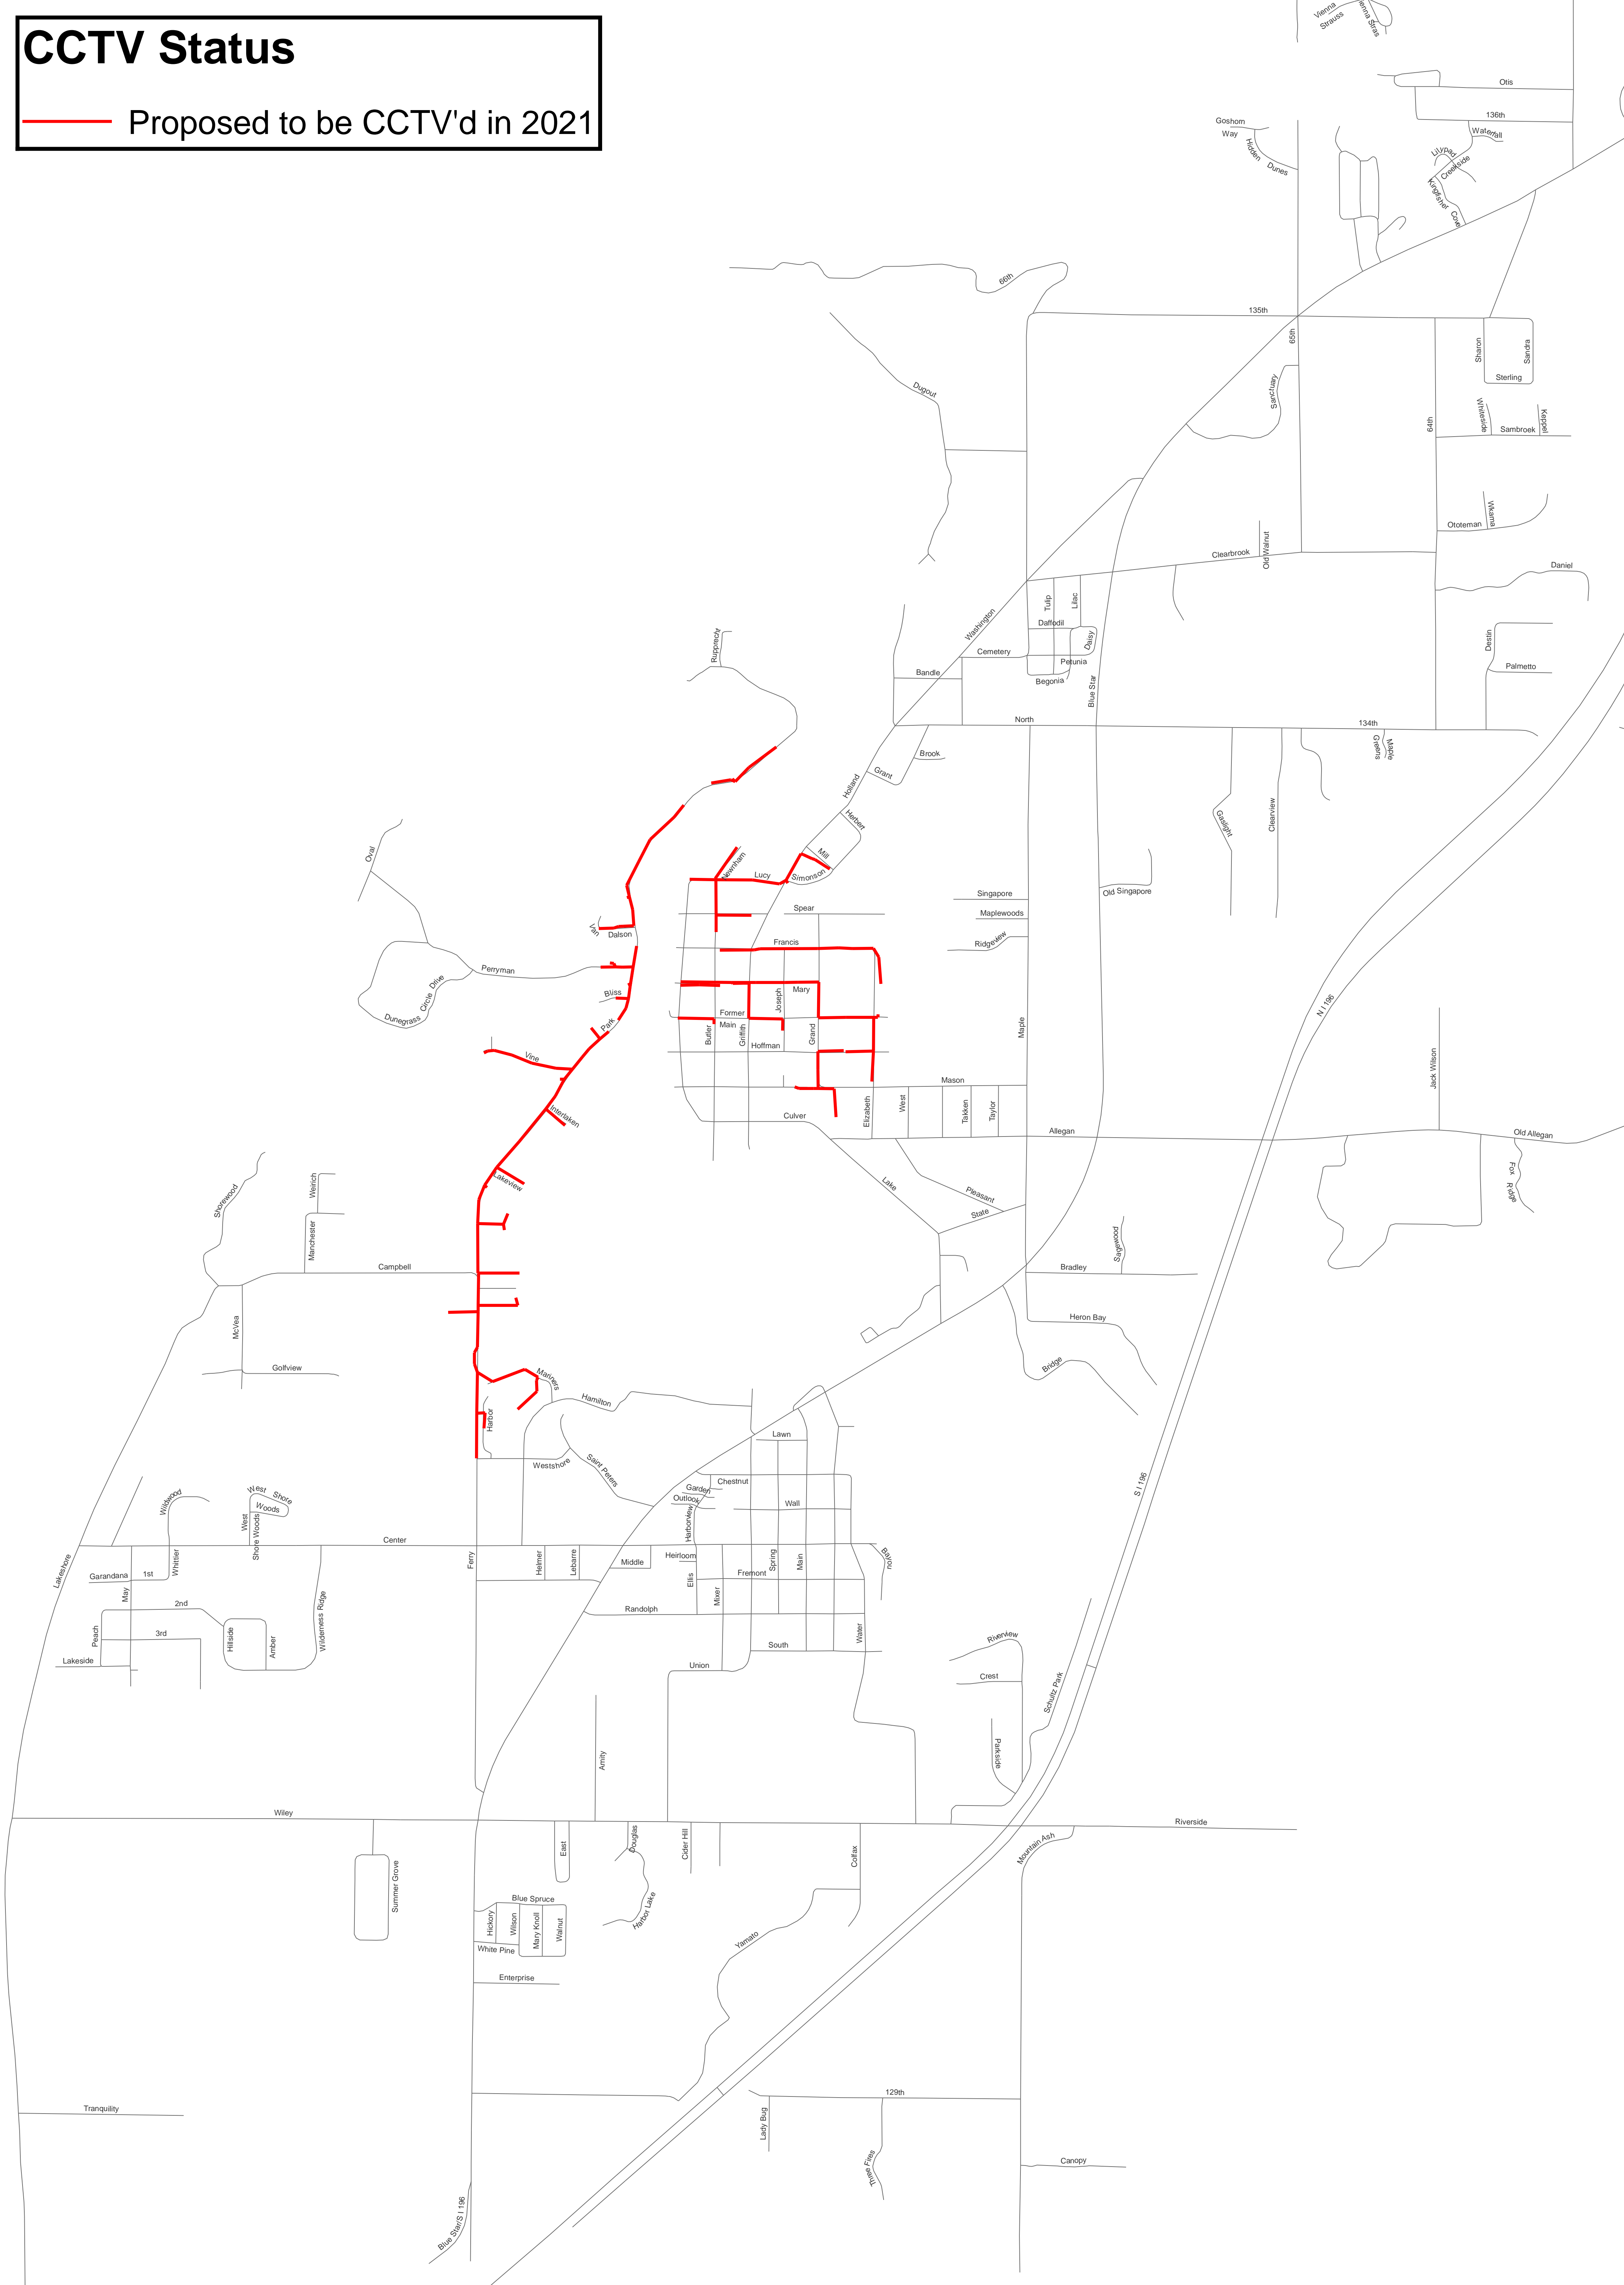 CCTV Status
Proposed to be CCTV'd in 2021
Vienna
Strauss
Otis
136th
Goshorn
Way
Hidden
Dunes
Waterfall
Lilypad
Creekside
Kingfisher
Cove
66th
135th
65th
Sharon
Sandra
Sterling
Sanctuary
Dugout
64th
Whiteside
Keppel
Sambroek
Wkama
Ototeman
Clearbrook
Old Walnut
Daniel
Tulip
Lilac
Washington
Daffodil
Daisy
Rupprecht
Cemetery
Petunia
Destin
Palmetto
Bandle
Begonia
Blue Star
North
134th
Maple
Greens
Brook
Grant
Holland
Herbert
Gaslight
Clearview
Oval
Mill
Lucy
Simonson
Singapore
Old Singapore
Spear
Maplewoods
Van
Dalson
Francis
Ridgeview
Perryman
Circle
Drive
Dunegrass
Bliss
Mary
Joseph
N I 196
Former
Main
Park
Butler
Griffith
Grand
Maple
Hoffman
Vine
Mason
Jack Wilson
Interlaken
Culver
Elizabeth
West
Takken
Taylor
Allegan
Old Allegan
Lakeview
Lake
Pleasant
Fox
Ridge
Shorewood
Weirich
State
Manchester
Sagewood
Campbell
Bradley
McVea
Heron Bay
Golfview
Bridge
Mariners
Hamilton
Harbor
Lawn
Westshore
Saint Peters
S I 196
Chestnut
Garden
Outlook
Wall
Wildwood
West
Shore
Woods
West
Shore Woods
Harborview
Center
Lakeshore
Whittier
Ferry
Helmer
Lebarre
Middle
Heirloom
Spring
Main
Bayou
Garandana
1st
May
Ellis
Fremont
Mixer
2nd
Wilderness Ridge
Randolph
Peach
3rd
Hillside
Amber
Water
South
Riverview
Lakeside
Union
Crest
Schultz Park
Parkside
Amity
Wiley
Riverside
East
Douglas
Cider Hill
Colfax
Mountain Ash
Summer Grove
Blue Spruce
Harbor Lake
Hickory
Wilson
Mary Knoll
Walnut
White Pine
Yamato
Enterprise
129th
Tranquility
Lady Bug
Three Fires
Canopy
Blue Star/S I 196